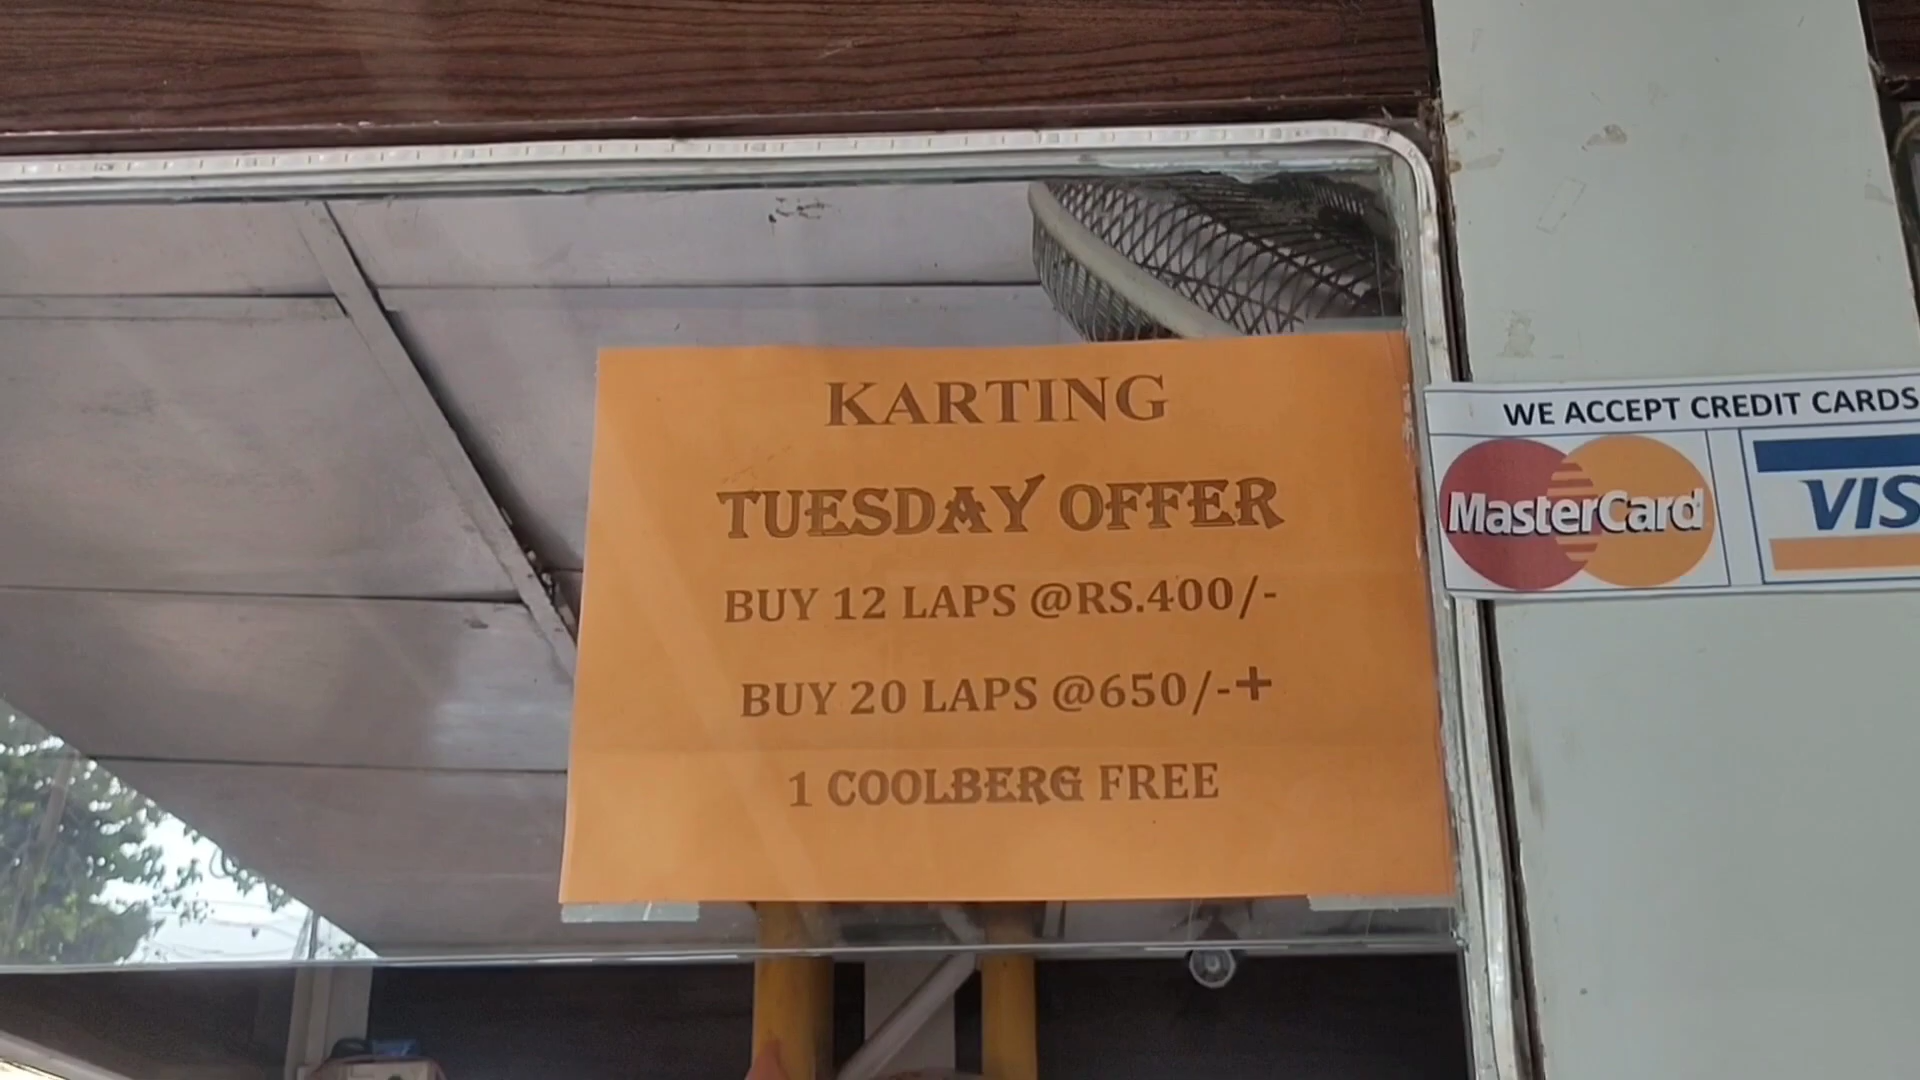 KARTING
TUESDAY OFFER
BUY 12 LAPS @RS.400/-
BUY 20 LAPS @650/-+
1 COOLBERG FREE
WE ACCEPT CREDIT CARDS
MasterCard
VIS